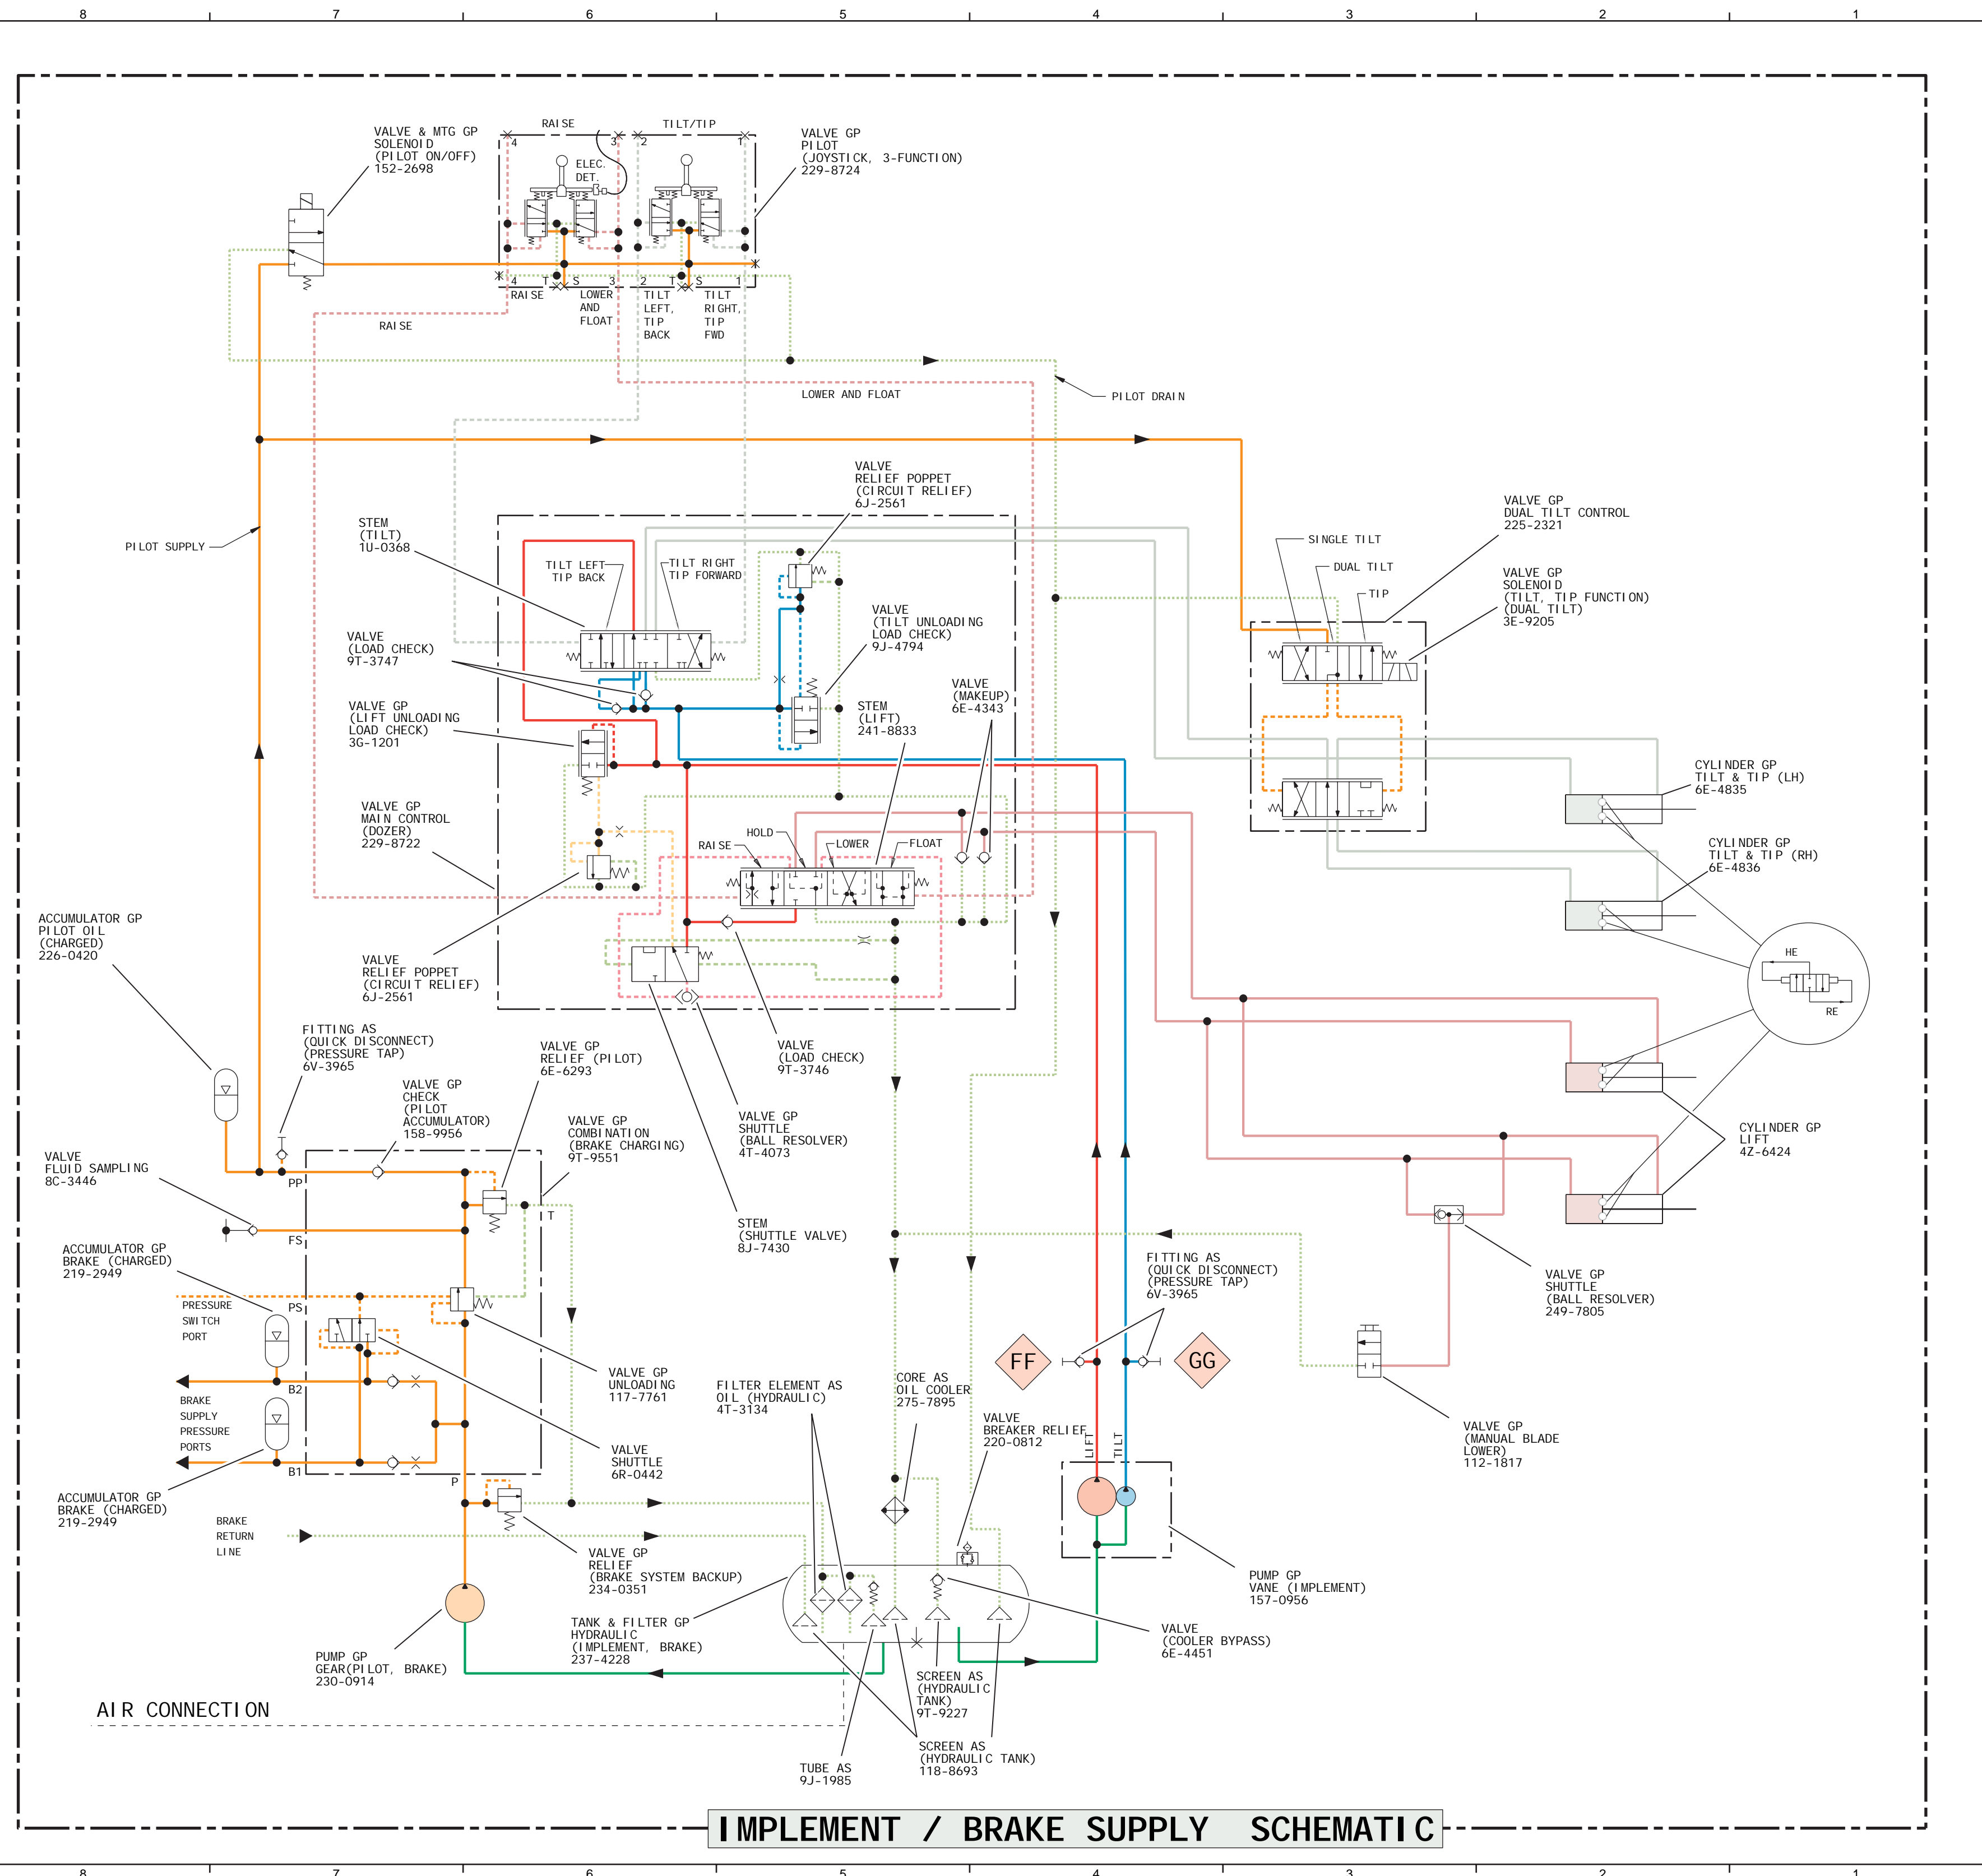 8 7 6 5 4 3 2 1
VALVE & MTG GP
SOLENOID
(PILOT ON/OFF)
152-2698
RAISE
TILT/TIP
4
3
2
1
ELEC.
DET.
VALVE GP
PILOT
(JOYSTICK, 3-FUNCTION)
229-8724
4 T S 3 2 T S 1
RAISE
LOWER
AND
FLOAT
TILT
LEFT,
TIP
BACK
TILT
RIGHT,
TIP
FWD
RAISE
LOWER AND FLOAT
PILOT DRAIN
PILOT SUPPLY
STEM
(TILT)
1U-0368
VALVE
RELIEF POPPET
(CIRCUIT RELIEF)
6J-2561
TILT LEFT
TIP BACK
TILT RIGHT
TIP FORWARD
VALVE
(TILT UNLOADING
LOAD CHECK)
9J-4794
VALVE
(LOAD CHECK)
9T-3747
VALVE GP
(LIFT UNLOADING
LOAD CHECK)
3G-1201
STEM
(LIFT)
241-8833
VALVE
(MAKEUP)
6E-4343
VALVE GP
MAIN CONTROL
(DOZER)
229-8722
RAISE
HOLD
LOWER
FLOAT
VALVE GP
DUAL TILT CONTROL
225-2321
SINGLE TILT
DUAL TILT
TIP
VALVE GP
SOLENOID
(TILT, TIP FUNCTION)
(DUAL TILT)
3E-9205
CYLINDER GP
TILT & TIP (LH)
6E-4835
CYLINDER GP
TILT & TIP (RH)
6E-4836
HE
RE
ACCUMULATOR GP
PILOT OIL
(CHARGED)
226-0420
VALVE
RELIEF POPPET
(CIRCUIT RELIEF)
6J-2561
FITTING AS
(QUICK DISCONNECT)
(PRESSURE TAP)
6V-3965
VALVE GP
RELIEF (PILOT)
6E-6293
VALVE
(LOAD CHECK)
9T-3746
VALVE GP
CHECK
(PILOT
ACCUMULATOR)
158-9956
VALVE GP
COMBINATION
(BRAKE CHARGING)
9T-9551
VALVE GP
SHUTTLE
(BALL RESOLVER)
4T-4073
CYLINDER GP
LIFT
4Z-6424
VALVE
FLUID SAMPLING
8C-3446
PP
T
FS
STEM
(SHUTTLE VALVE)
8J-7430
ACCUMULATOR GP
BRAKE (CHARGED)
219-2949
PRESSURE
SWITCH
PORT
PS
FITTING AS
(QUICK DISCONNECT)
(PRESSURE TAP)
6V-3965
VALVE GP
SHUTTLE
(BALL RESOLVER)
249-7805
FF
GG
VALVE GP
UNLOADING
117-7761
FILTER ELEMENT AS
OIL (HYDRAULIC)
4T-3134
CORE AS
OIL COOLER
275-7895
VALVE
BREAKER RELIEF
220-0812
LIFT
TILT
B2
BRAKE
SUPPLY
PRESSURE
PORTS
B1
P
VALVE
SHUTTLE
6R-0442
VALVE GP
(MANUAL BLADE
LOWER)
112-1817
ACCUMULATOR GP
BRAKE (CHARGED)
219-2949
BRAKE
RETURN
LINE
VALVE GP
RELIEF
(BRAKE SYSTEM BACKUP)
234-0351
PUMP GP
VANE (IMPLEMENT)
157-0956
TANK & FILTER GP
HYDRAULIC
(IMPLEMENT, BRAKE)
237-4228
VALVE
(COOLER BYPASS)
6E-4451
PUMP GP
GEAR(PILOT, BRAKE)
230-0914
SCREEN AS
(HYDRAULIC
TANK)
9T-9227
AIR CONNECTION
SCREEN AS
(HYDRAULIC TANK)
118-8693
TUBE AS
9J-1985
IMPLEMENT / BRAKE SUPPLY SCHEMATIC
8 7 6 5 4 3 2 1